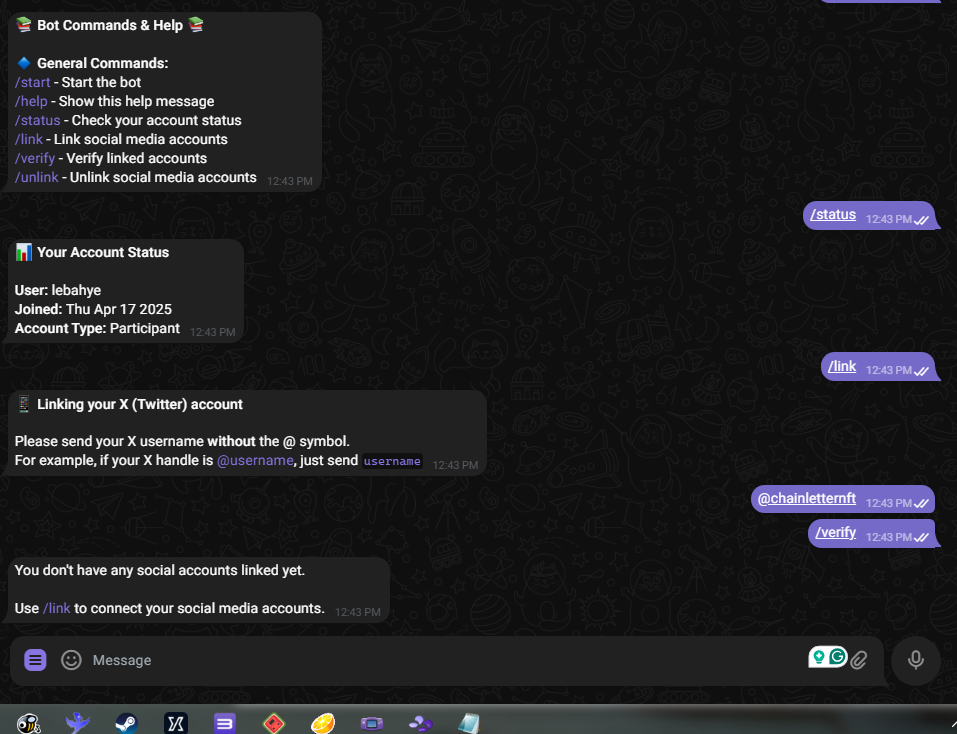 📚 Bot Commands & Help 📚
🔷 General Commands:
/start - Start the bot
/help - Show this help message
/status - Check your account status
/link - Link social media accounts
/verify - Verify linked accounts
/unlink - Unlink social media accounts 12:43 PM
/status 12:43 PM
📊 Your Account Status
User: lebahye
Joined: Thu Apr 17 2025
Account Type: Participant 12:43 PM
/link 12:43 PM
📱 Linking your X (Twitter) account
Please send your X username without the @ symbol.
For example, if your X handle is @username, just send username 12:43 PM
@chainletternft 12:43 PM
/verify 12:43 PM
You don't have any social accounts linked yet.
Use /link to connect your social media accounts. 12:43 PM
Message